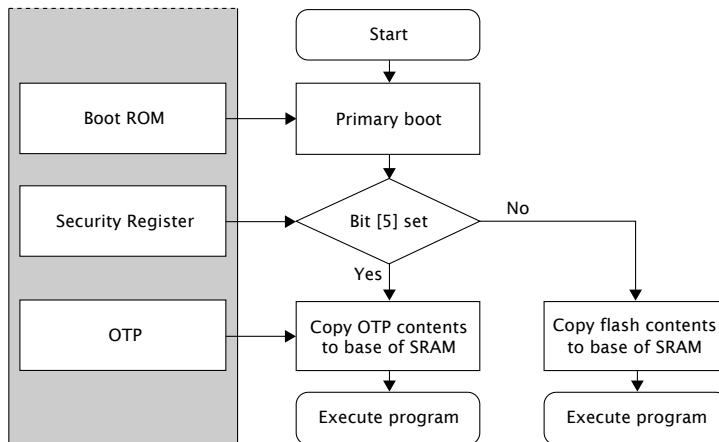 Start
Boot ROM
Primary boot
Security Register
Bit [5] set
No
Yes
OTP
Copy OTP contents
to base of SRAM
Copy flash contents
to base of SRAM
Execute program
Execute program